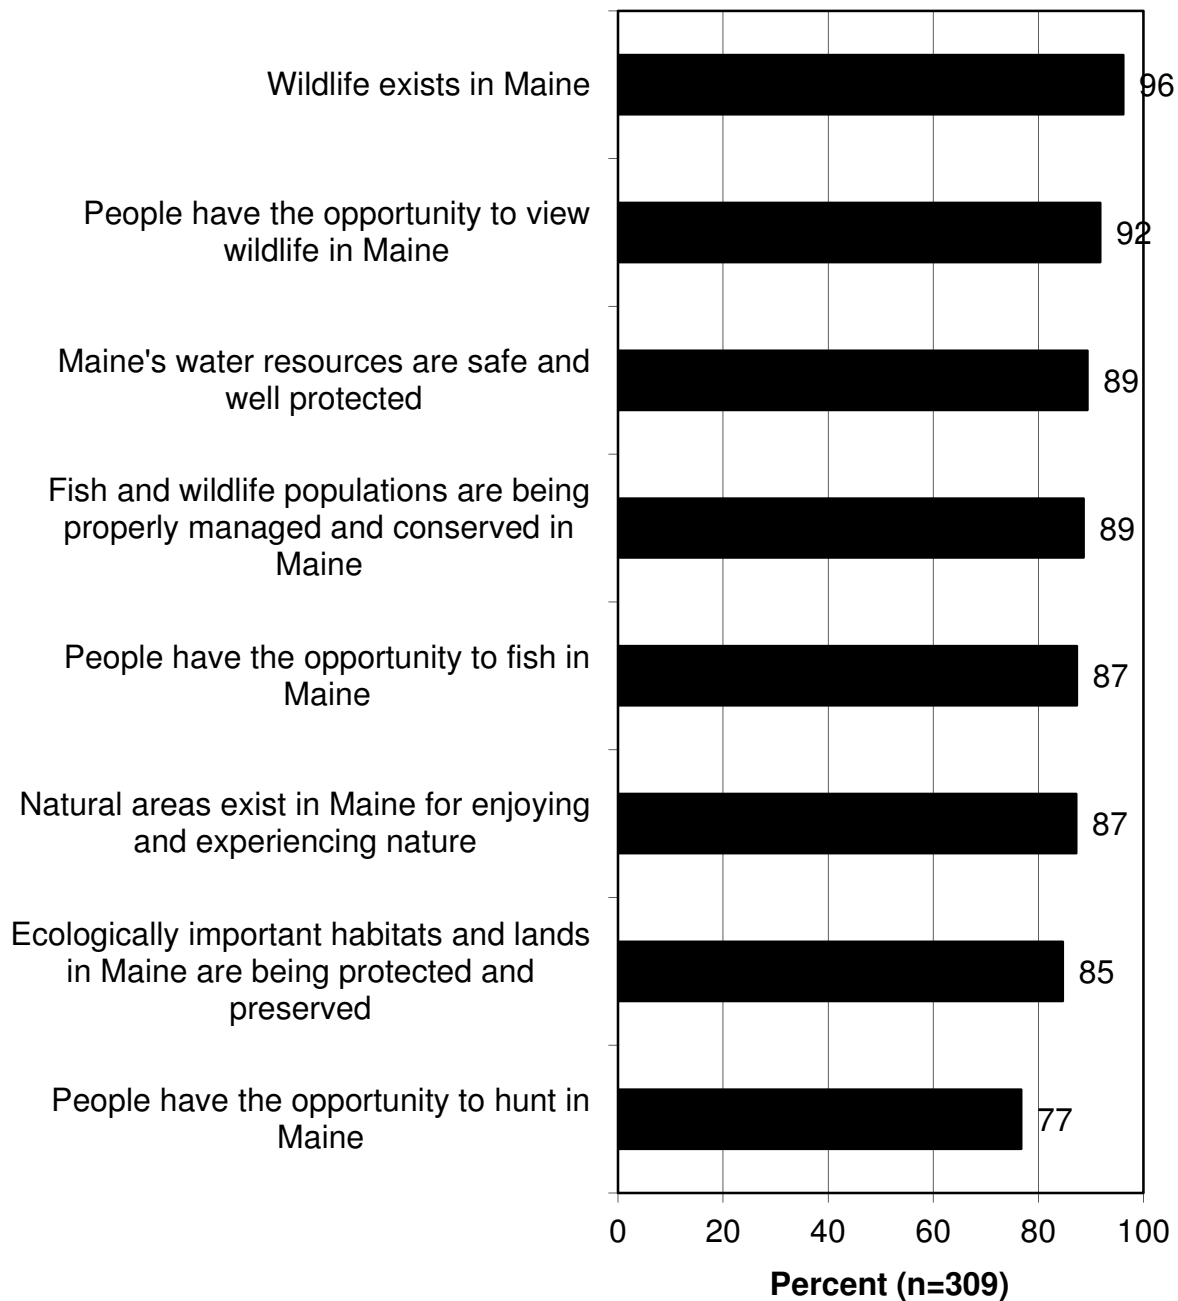 Wildlife exists in Maine
96
People have the opportunity to view
wildlife in Maine
92
Maine's water resources are safe and
well protected
89
Fish and wildlife populations are being
properly managed and conserved in
Maine
89
People have the opportunity to fish in
Maine
87
Natural areas exist in Maine for enjoying
and experiencing nature
87
Ecologically important habitats and lands
in Maine are being protected and
preserved
85
People have the opportunity to hunt in
Maine
77
0 20 40 60 80 100
Percent (n=309)